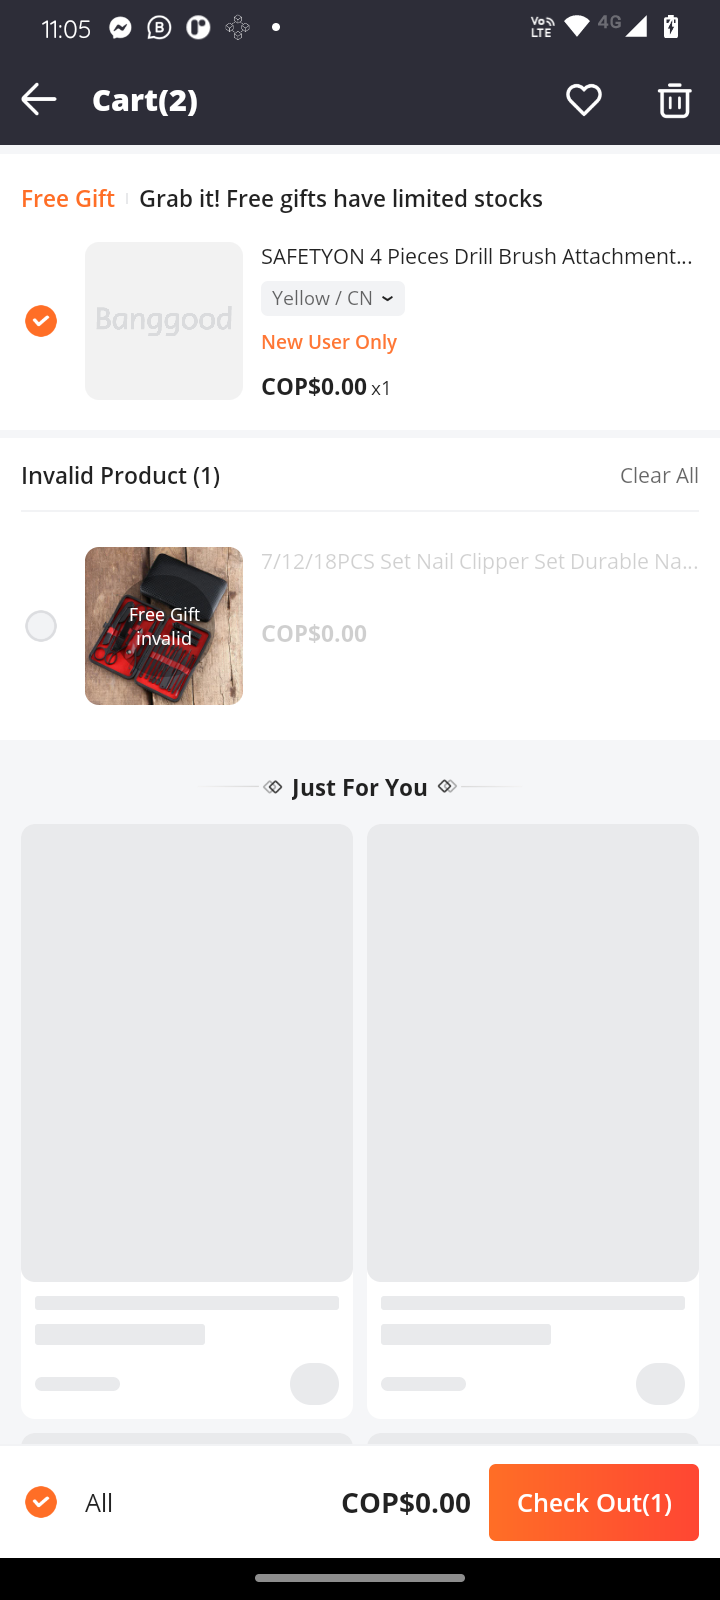 11:05
Vo
LTE
4G
Cart(2)
Free Gift
Grab it! Free gifts have limited stocks
Banggood
SAFETYON 4 Pieces Drill Brush Attachment...
Yellow / CN
New User Only
COP$0.00 x1
Invalid Product (1)
Clear All
Free Gift
invalid
7/12/18PCS Set Nail Clipper Set Durable Na...
COP$0.00
Just For You
All
COP$0.00
Check Out(1)